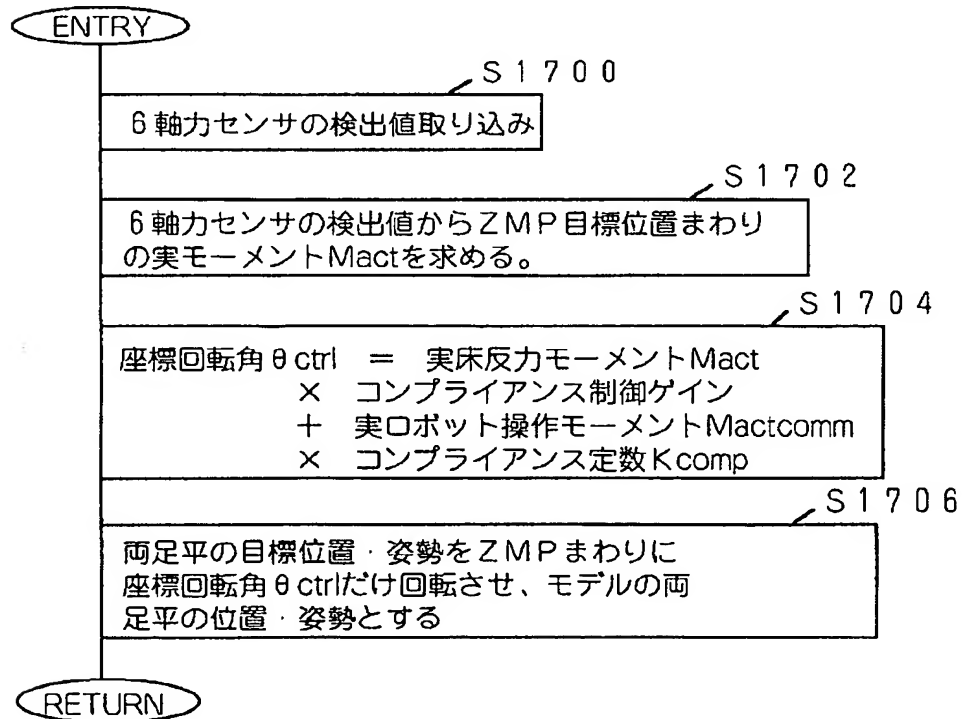 ENTRY
S1700
6軸力センサの検出値取り込み
S1702
6軸力センサの検出値からZMP目標位置まわり
の実モーメントMactを求める。
S1704
座標回転角θctrl = 実床反力モーメントMact
× コンプライアンス制御ゲイン
+ 実ロボット操作モーメントMactcomm
× コンプライアンス定数Kcomp
S1706
両足平の目標位置・姿勢をZMPまわりに
座標回転角θctrlだけ回転させ、モデルの両
足平の位置・姿勢とする
RETURN